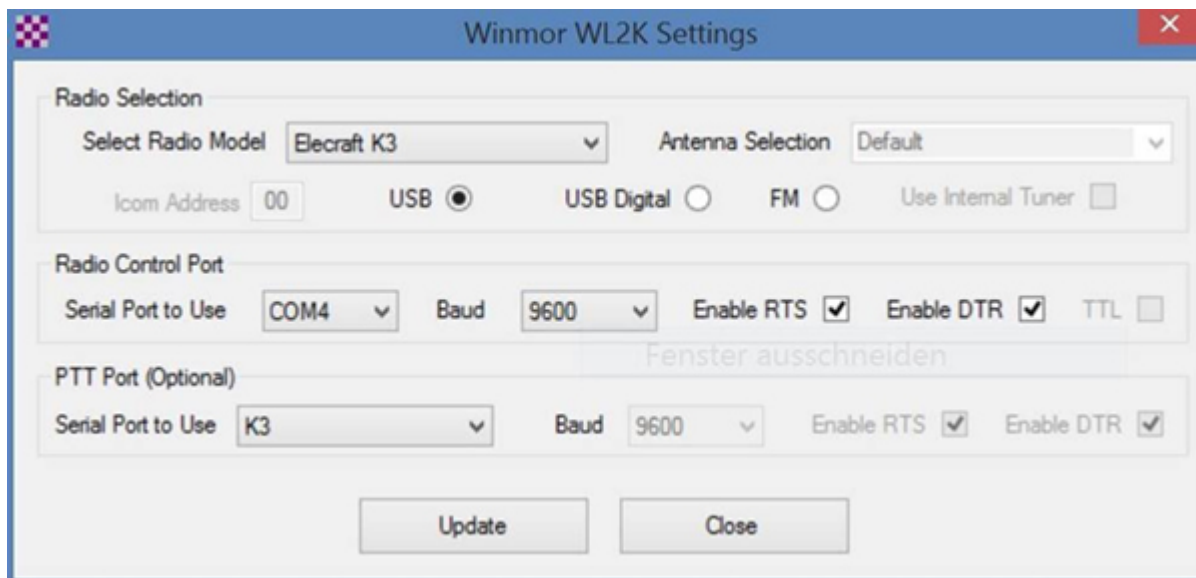 Winmor WL2K Settings
Radio Selection
Select Radio Model Elecraft K3 Antenna Selection Default
Icom Address 00 USB USB Digital FM Use Internal Tuner
Radio Control Port
Serial Port to Use COM4 Baud 9600 Enable RTS Enable DTR TTL
Fenster ausschneiden
PTT Port (Optional)
Serial Port to Use K3 Baud 9600 Enable RTS Enable DTR
Update Close